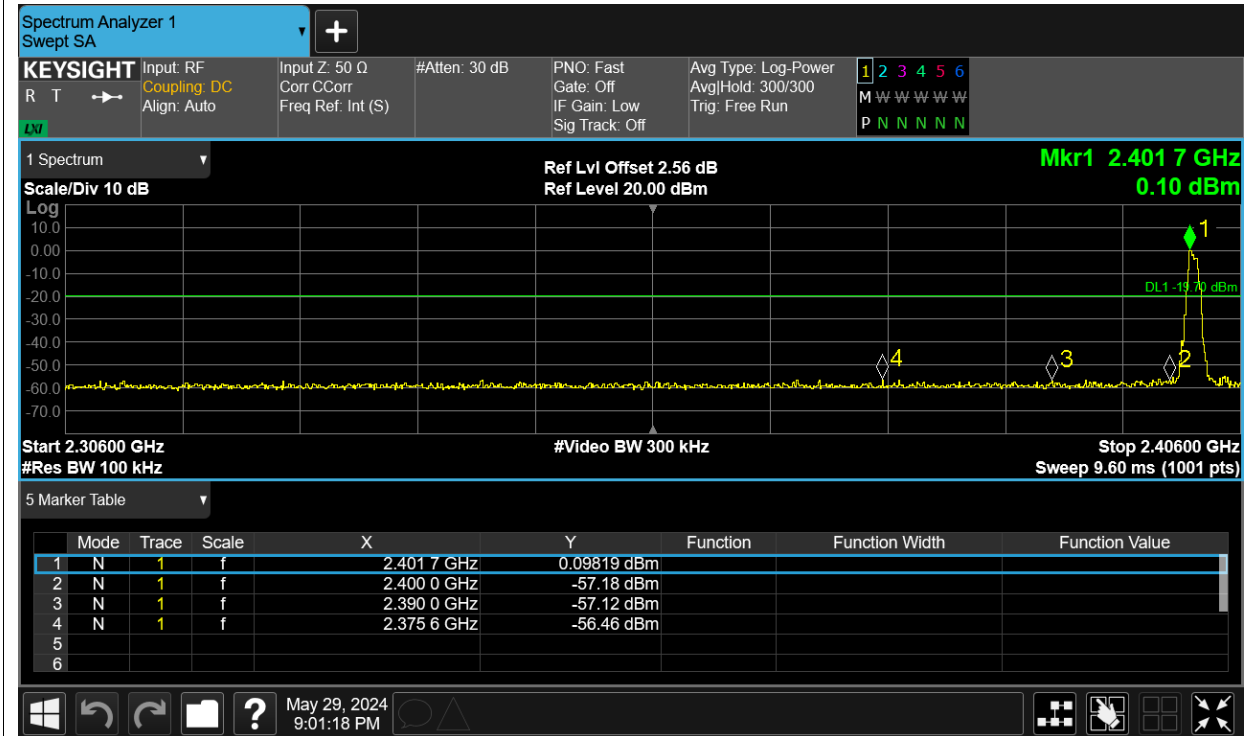 Spectrum Analyzer 1
Swept SA
KEYSIGHT
R T
LXI
Input: RF
Coupling: DC
Align: Auto
Input Z: 50 Ω
Corr CCorr
Freq Ref: Int (S)
#Atten: 30 dB
PNO: Fast
Gate: Off
IF Gain: Low
Sig Track: Off
Avg Type: Log-Power
Avg|Hold: 300/300
Trig: Free Run
1 2 3 4 5 6
M W W W W W
P N N N N N
1 Spectrum
Scale/Div 10 dB
Ref Lvl Offset 2.56 dB
Ref Level 20.00 dBm
Mkr1 2.401 7 GHz
0.10 dBm
Log
10.0
0.00
-10.0
-20.0
-30.0
-40.0
-50.0
-60.0
-70.0
1
DL1 -19.70 dBm
4
3
2
Start 2.30600 GHz
#Res BW 100 kHz
#Video BW 300 kHz
Stop 2.40600 GHz
Sweep 9.60 ms (1001 pts)
5 Marker Table
Mode Trace Scale X Y Function Function Width Function Value
1 N 1 f 2.401 7 GHz 0.09819 dBm
2 N 1 f 2.400 0 GHz -57.18 dBm
3 N 1 f 2.390 0 GHz -57.12 dBm
4 N 1 f 2.375 6 GHz -56.46 dBm
5
6
?
May 29, 2024
9:01:18 PM